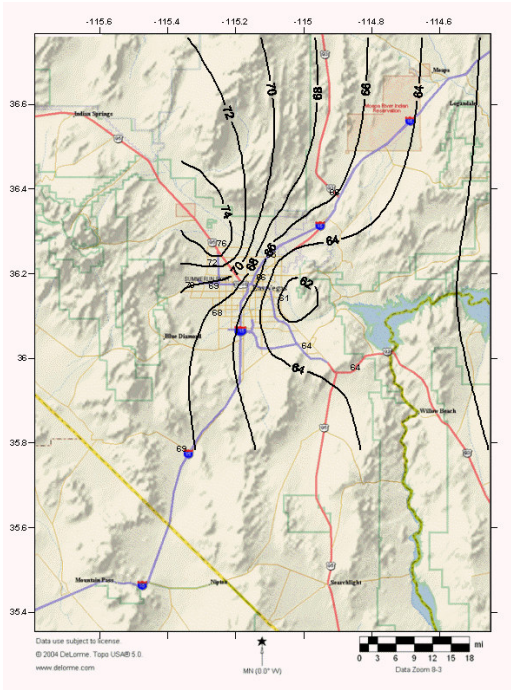 -115.6 -115.4 -115.2 -115 -114.8 -114.6
36.6
36.4
36.2
36
35.8
35.6
35.4
Moapa
Logandale
Moapa River Indian
Reservation
Indian Springs
72
70
68
66
64
74
76
72
70
69
68
70
68
66
64
66
62
61
64
64
64
Blue Diamond
Willow Beach
69
Mountain Pass
Nipton
Searchlight
Data use subject to license.
© 2004 DeLorme. Topo USA® 5.0.
www.delorme.com
MN (0.0° W)
0 3 6 9 12 15 18
mi
Data Zoom 8-3